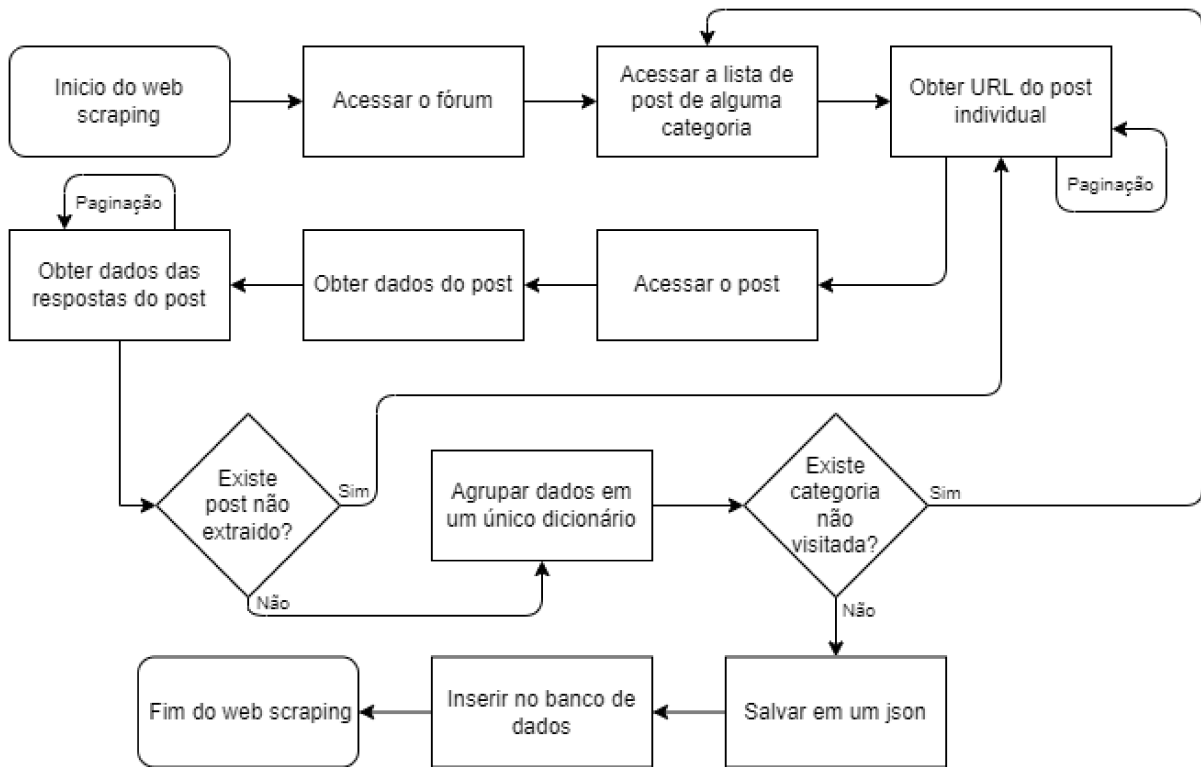 Inicio do web
scraping
Acessar o fórum
Acessar a lista de
post de alguma
categoria
Obter URL do post
individual
Paginação
Paginação
Obter dados das
respostas do post
Obter dados do post
Acessar o post
Existe
post não
extraido?
Sim
Não
Agrupar dados em
um único dicionário
Existe
categoria
não
visitada?
Sim
Não
Fim do web scraping
Inserir no banco de
dados
Salvar em um json